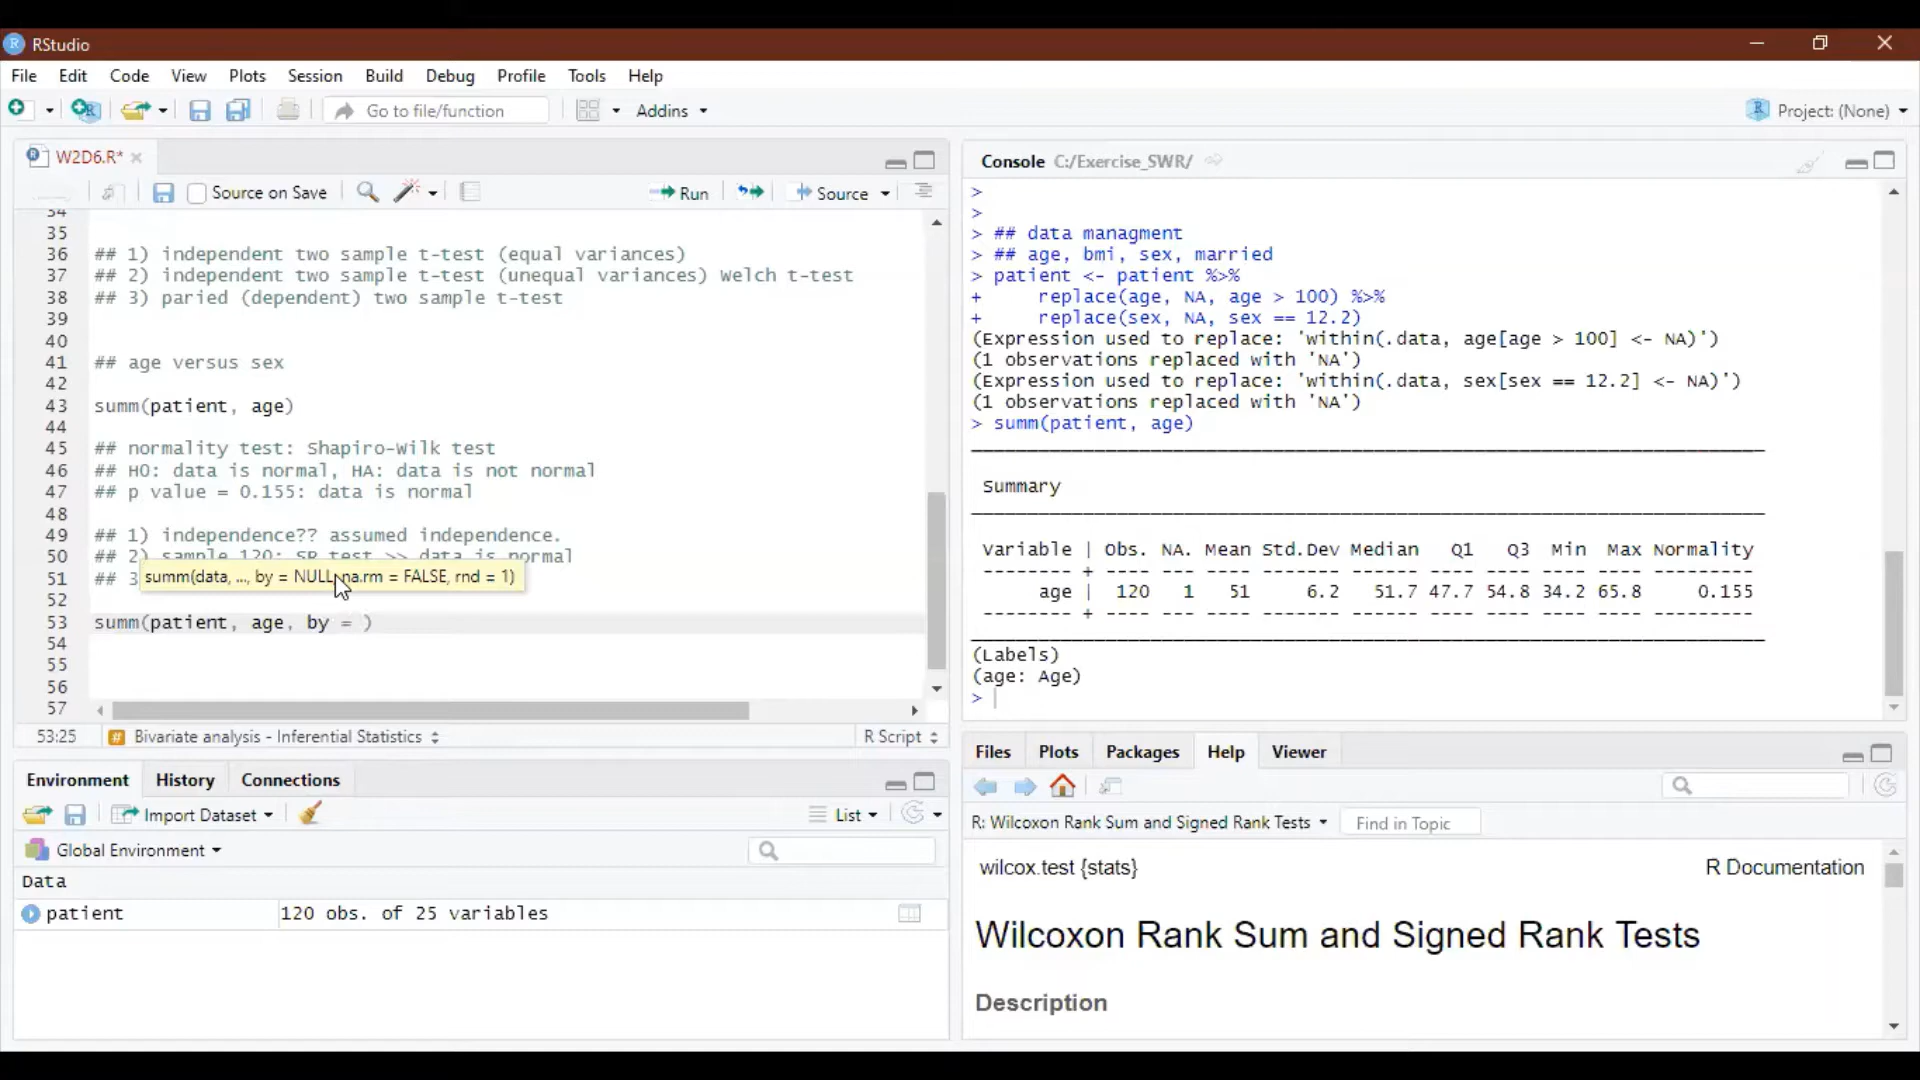 RStudio
File Edit Code View Plots Session Build Debug Profile Tools Help
Go to file/function Addins Project: (None)
W2D6.R*
Source on Save Run Source
34
35
36 ## 1) independent two sample t-test (equal variances)
37 ## 2) independent two sample t-test (unequal variances) Welch t-test
38 ## 3) paried (dependent) two sample t-test
39
40
41 ## age versus sex
42
43 summ(patient, age)
44
45 ## normality test: Shapiro-Wilk test
46 ## H0: data is normal, HA: data is not normal
47 ## p value = 0.155: data is normal
48
49 ## 1) independence?? assumed independence.
50 ## 2) sample 120: SR test >> data is normal
51 ## 3
summ(data, ..., by = NULL, na.rm = FALSE, rnd = 1)
52
53 summ(patient, age, by = )
54
55
56
57
53:25 # Bivariate analysis - Inferential Statistics R Script
Environment History Connections
Import Dataset List
Global Environment
Data
patient 120 obs. of 25 variables
Console C:/Exercise_SWR/
>
>
> ## data managment
> ## age, bmi, sex, married
> patient <- patient %>%
+ replace(age, NA, age > 100) %>%
+ replace(sex, NA, sex == 12.2)
(Expression used to replace: 'within(.data, age[age > 100] <- NA)')
(1 observations replaced with 'NA')
(Expression used to replace: 'within(.data, sex[sex == 12.2] <- NA)')
(1 observations replaced with 'NA')
> summ(patient, age)
Summary
Variable | Obs. NA. Mean Std.Dev Median Q1 Q3 Min Max Normality
-------- + ---- --- ---- ------- ------ ---- ---- ---- ---- ---------
age | 120 1 51 6.2 51.7 47.7 54.8 34.2 65.8 0.155
-------- + ---- --- ---- ------- ------ ---- ---- ---- ---- ---------
(Labels)
(age: Age)
>
Files Plots Packages Help Viewer
R: Wilcoxon Rank Sum and Signed Rank Tests Find in Topic
wilcox.test {stats} R Documentation
Wilcoxon Rank Sum and Signed Rank Tests
Description